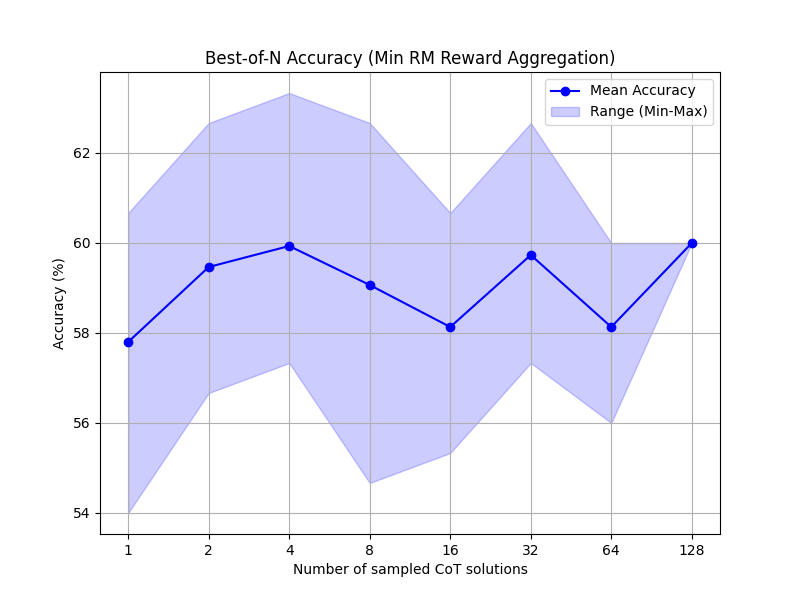 Best-of-N Accuracy (Min RM Reward Aggregation)
Mean Accuracy
Range (Min-Max)
Accuracy (%)
62
60
58
56
54
1 2 4 8 16 32 64 128
Number of sampled CoT solutions